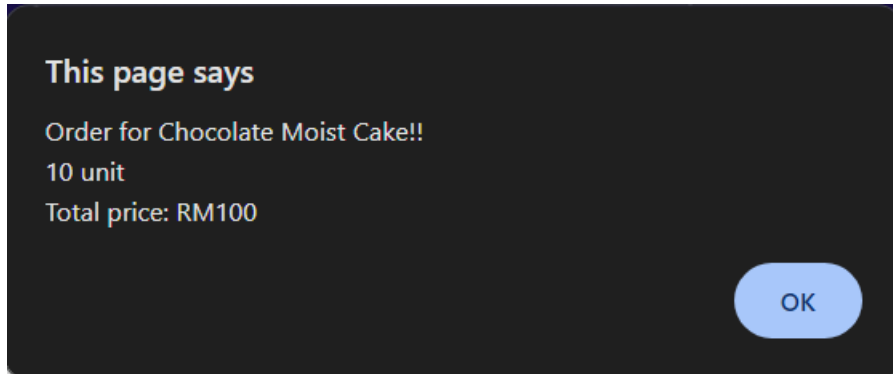 This page says
Order for Chocolate Moist Cake!!
10 unit
Total price: RM100
OK